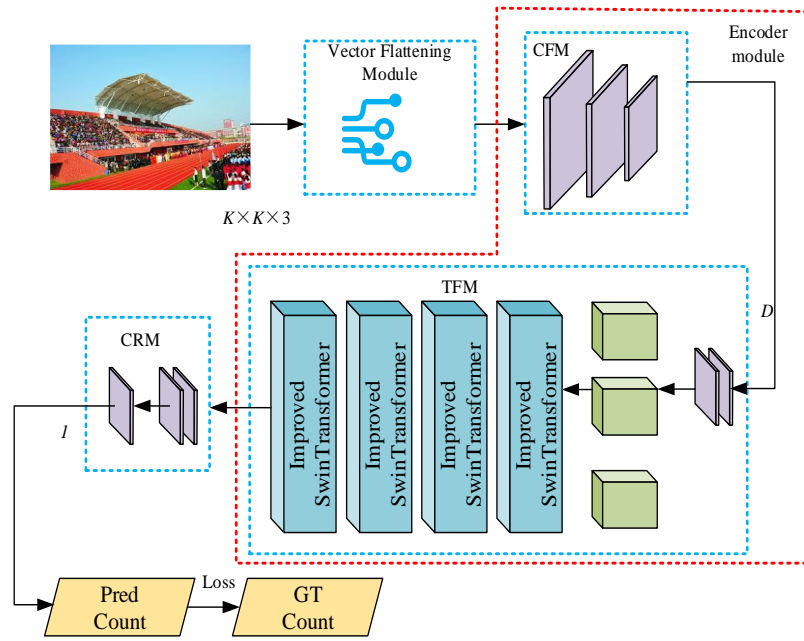 Vector Flattening
Module
CFM
Encoder
module
K×K×3
TFM
D
CRM
Improved
SwinTransformer
Improved
SwinTransformer
Improved
SwinTransformer
Improved
SwinTransformer
1
Pred
Count
Loss
GT
Count